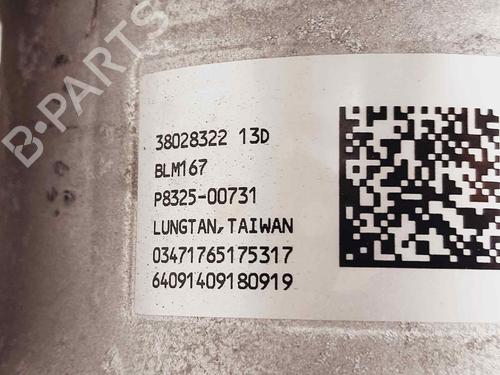 B-PARTS
38028322 13D
BLM167
P8325-00731
LUNGTAN,TAIWAN
03471765175317
64091409180919